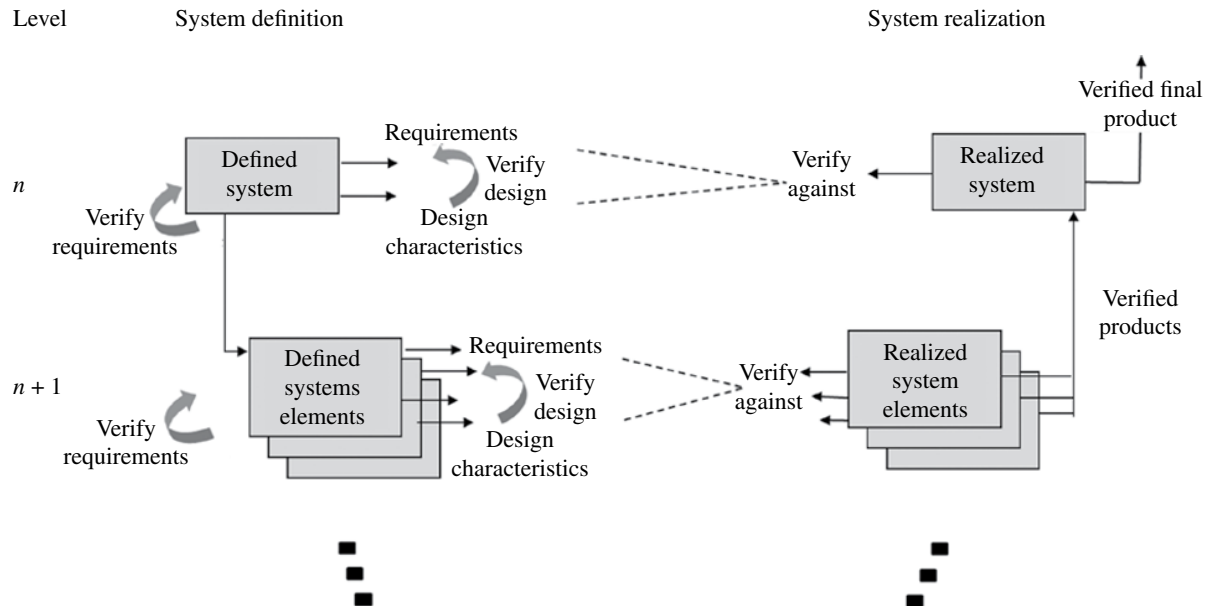 Level
System definition
System realization
Verified final
product
Requirements
Defined
system
Verify
design
Verify
against
Realized
system
n
Verify
requirements
Design
characteristics
Verified
products
Requirements
Defined
systems
elements
Realized
system
elements
n + 1
Verify
design
Verify
against
Verify
requirements
Design
characteristics